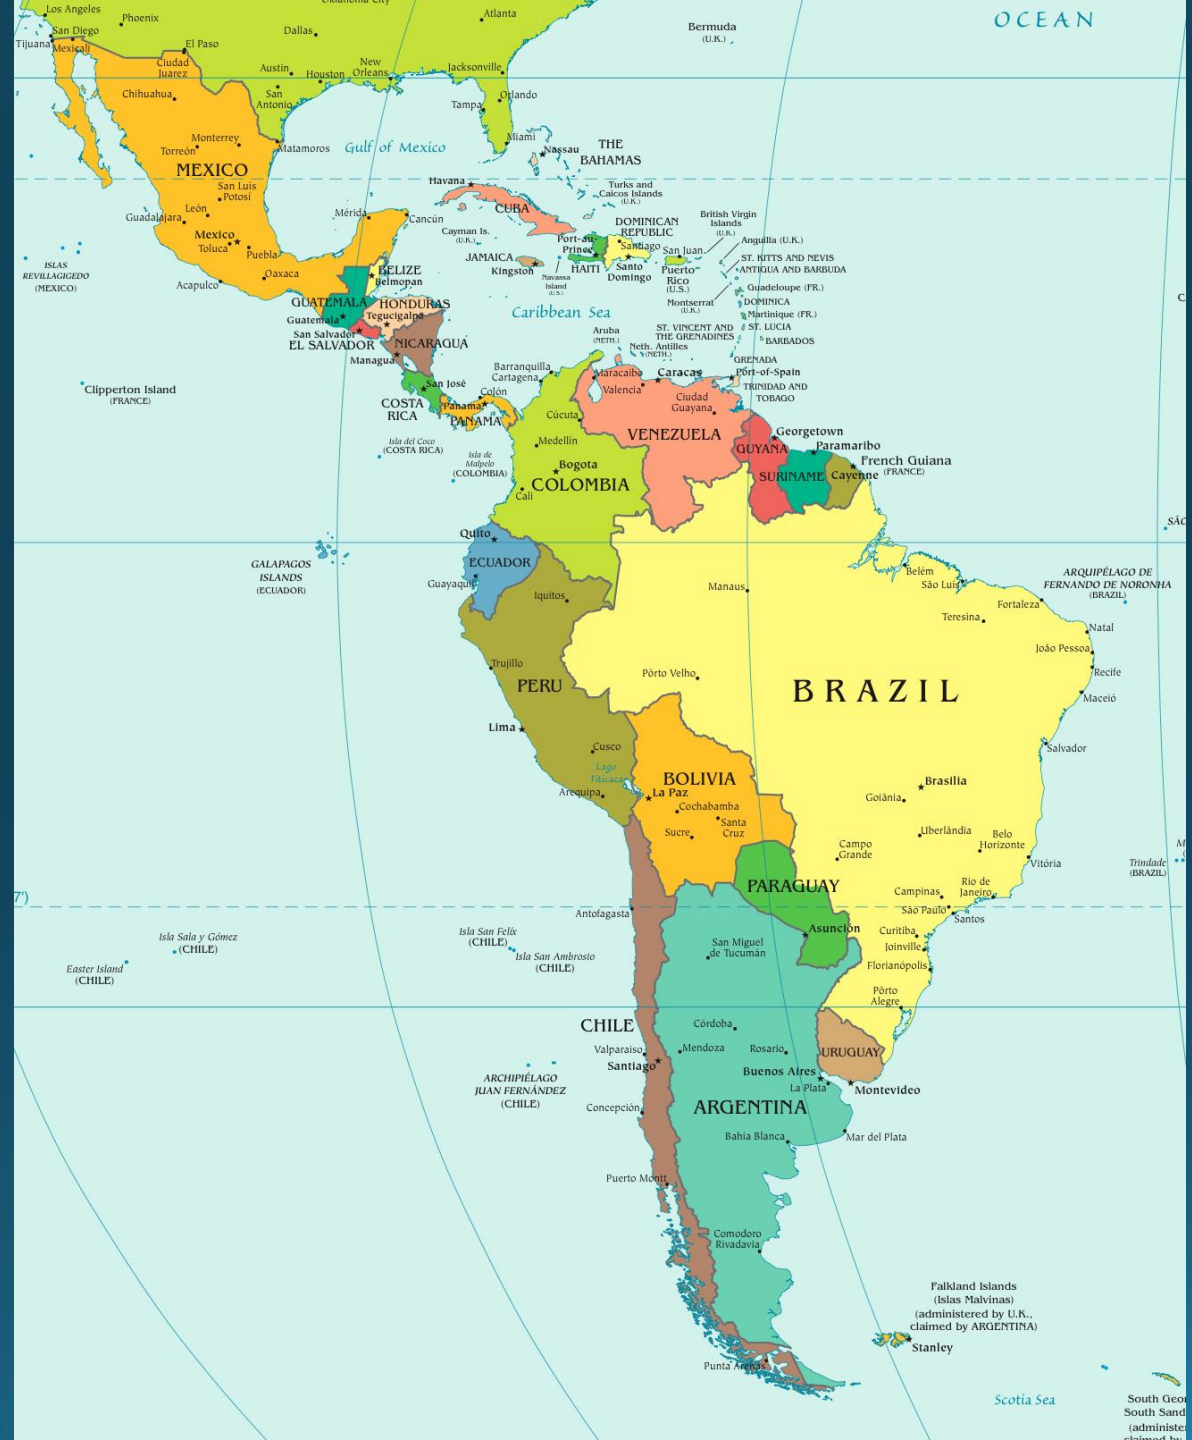 Oklahoma City
Los Angeles
Phoenix
Atlanta
San Diego
Dallas
Tijuana
Mexicali
El Paso
Bermuda
(U.K.)
OCEAN
Ciudad
Juarez
Austin
Houston
New
Orleans
Jacksonville
Chihuahua
San
Antonio
Tampa
Orlando
Monterrey
Torreón
Matamoros
Gulf of Mexico
Miami
Nassau
THE
BAHAMAS
MEXICO
San Luis
Potosí
Havana
Turks and
Caicos Islands
(U.K.)
León
Guadalajara
Mérida
Cancún
CUBA
Mexico
Toluca
Puebla
Cayman Is.
(U.K.)
DOMINICAN
REPUBLIC
British Virgin
Islands
(U.K.)
Port-au-
Prince
Santiago
San Juan
Anguilla (U.K.)
ISLAS
REVILLAGIGEDO
(MEXICO)
Oaxaca
Acapulco
BELIZE
Belmopan
JAMAICA
Kingston
HAITI
Santo
Domingo
Puerto
Rico
(U.S.)
ST. KITTS AND NEVIS
ANTIGUA AND BARBUDA
Navassa
Island
(U.S.)
Guadeloupe (FR.)
Montserrat
(U.K.)
DOMINICA
Martinique (FR.)
GUATEMALA
HONDURAS
Guatemala
Tegucigalpa
Caribbean Sea
ST. LUCIA
San Salvador
EL SALVADOR
NICARAGUA
Aruba
(NETH.)
ST. VINCENT AND
THE GRENADINES
BARBADOS
Managua
Neth. Antilles
(NETH.)
GRENADA
Clipperton Island
(FRANCE)
San José
Barranquilla
Cartagena
Maracaibo
Caracas
Port-of-Spain
Valencia
TRINIDAD AND
TOBAGO
COSTA
RICA
Colón
Panama
PANAMA
Ciudad
Guayana
Cúcuta
VENEZUELA
Georgetown
Isla del Coco
(COSTA RICA)
Medellín
GUYANA
Paramaribo
Isla de
Malpelo
(COLOMBIA)
Bogota
COLOMBIA
SURINAME
Cayenne
French Guiana
(FRANCE)
Cali
SÃO
Quito
GALAPAGOS
ISLANDS
(ECUADOR)
ECUADOR
Guayaquil
Iquitos
Manaus
Belém
São Luís
ARQUIPÉLAGO DE
FERNANDO DE NORONHA
(BRAZIL)
Teresina
Fortaleza
Natal
João Pessoa
Trujillo
Pôrto Velho
Recife
PERU
BRAZIL
Maceió
Lima
Cusco
Salvador
Lago
Titicaca
BOLIVIA
La Paz
Brasília
Arequipa
Cochabamba
Goiânia
Sucre
Santa
Cruz
Uberlândia
Belo
Horizonte
Campo
Grande
Vitória
Trindade
(BRAZIL)
M
(
PARAGUAY
Campinas
Rio de
Janeiro
7')
Antofagasta
São Paulo
Santos
Isla Sala y Gómez
(CHILE)
Isla San Felix
(CHILE)
Asunción
Curitiba
Joinville
Isla San Ambrosio
(CHILE)
San Miguel
de Tucumán
Easter Island
(CHILE)
Florianópolis
Pôrto
Alegre
CHILE
Córdoba
Valparaiso
Mendoza
Rosario
URUGUAY
Santiago
Buenos Aires
La Plata
Montevideo
ARCHIPIÉLAGO
JUAN FERNÁNDEZ
(CHILE)
Concepción
ARGENTINA
Bahía Blanca
Mar del Plata
Puerto Montt
Comodoro
Rivadavia
Falkland Islands
(Islas Malvinas)
(administered by U.K.,
claimed by ARGENTINA)
Stanley
Punta Arenas
Scotia Sea
South Geor
South Sand
(administe
claimed by